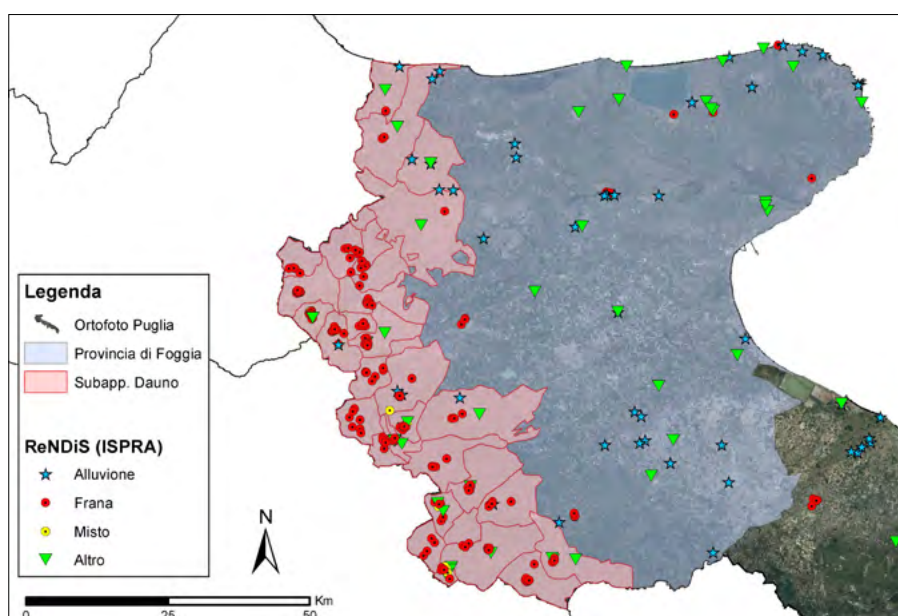 Legenda
Ortofoto Puglia
Provincia di Foggia
Subapp. Dauno
ReNDiS (ISPRA)
Alluvione
Frana
Misto
Altro
N
0 25 50 Km